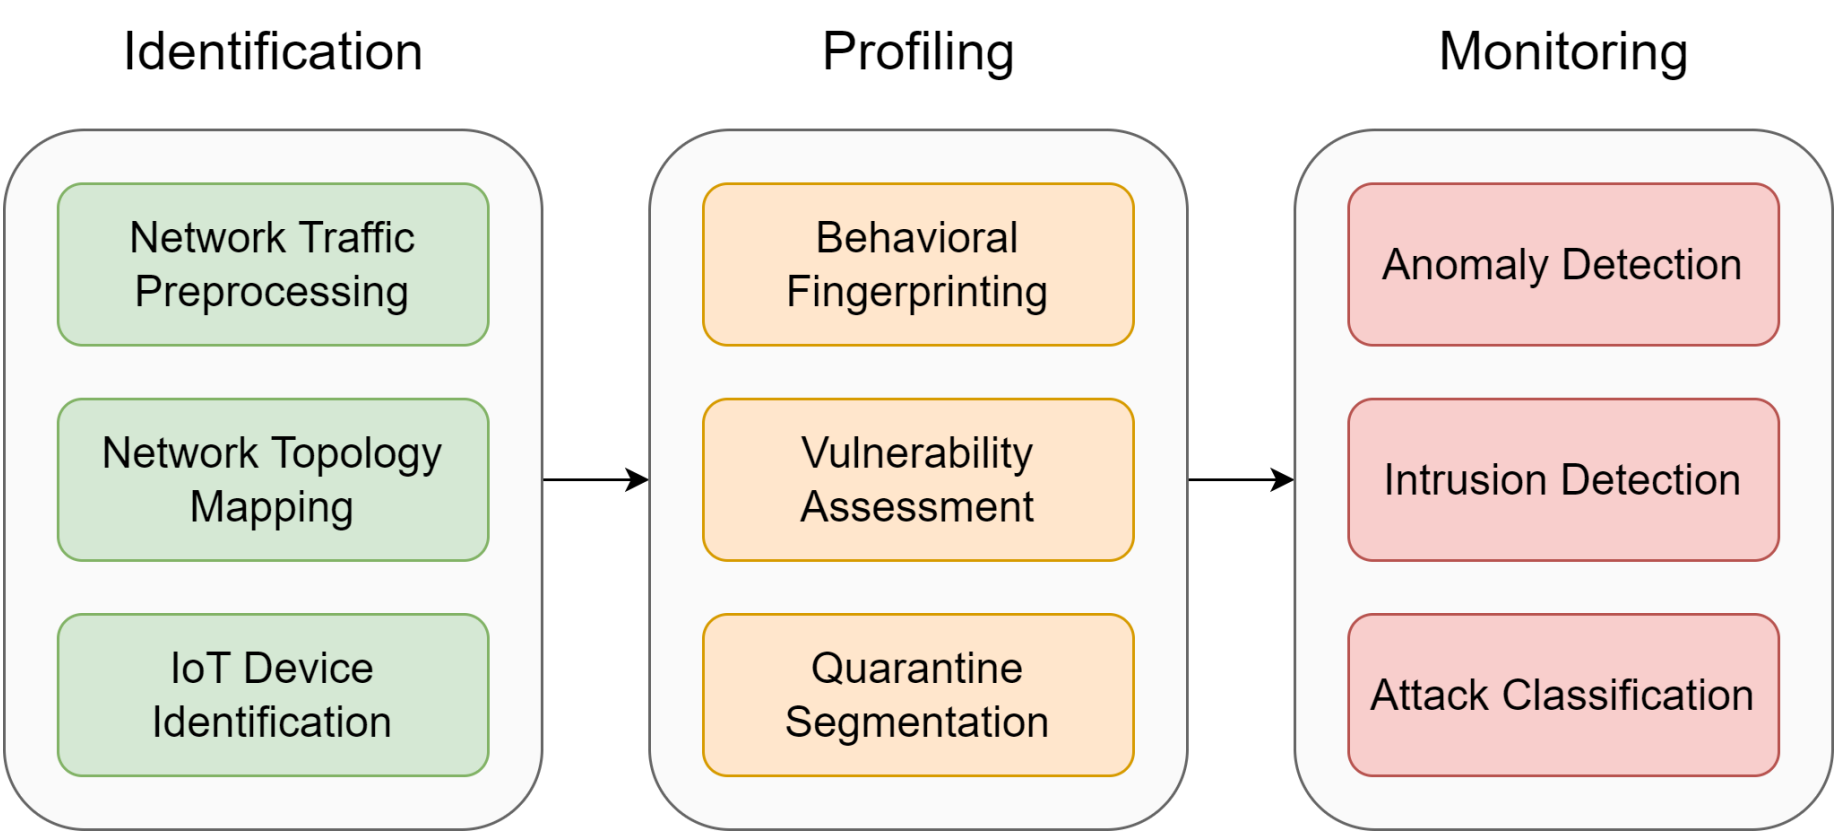 Identification
Network Traffic
Preprocessing
Network Topology
Mapping
IoT Device
Identification
Profiling
Behavioral
Fingerprinting
Vulnerability
Assessment
Quarantine
Segmentation
Monitoring
Anomaly Detection
Intrusion Detection
Attack Classification